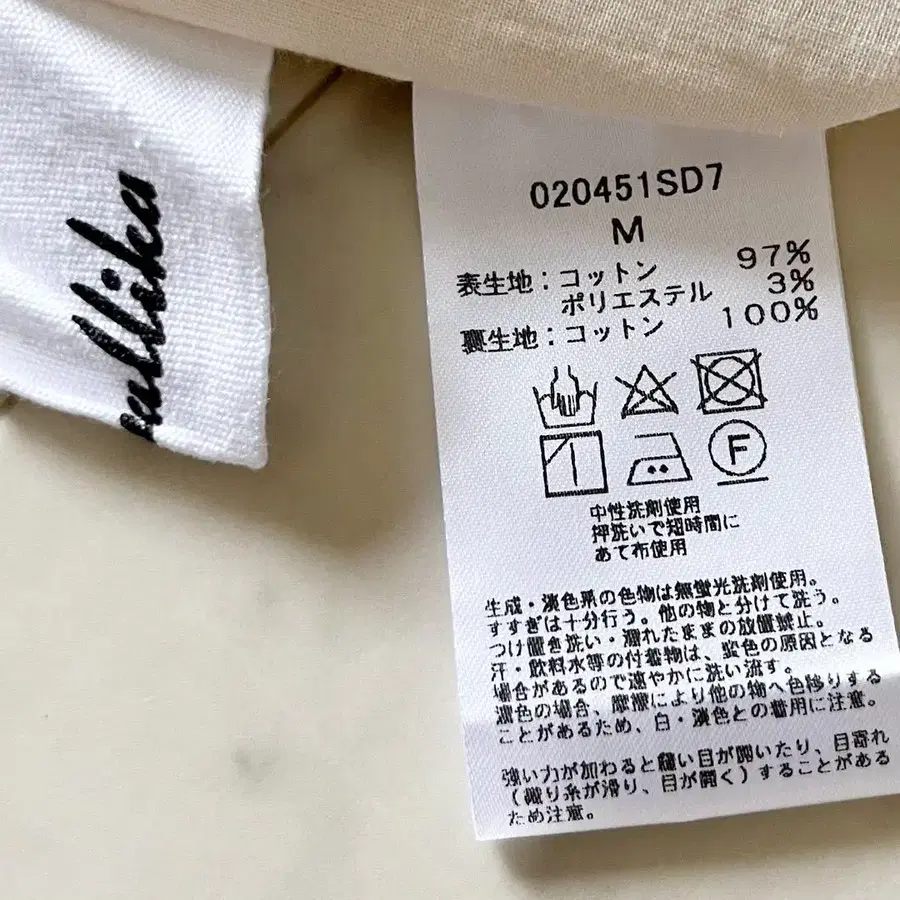 allika
020451SD7
M
表生地:コットン 97%
ポリエステル 3%
裏生地:コットン 100%
F
中性洗剤使用
押洗いで短時間に
あて布使用
生成・淡色系の色物は無蛍光洗剤使用。
すすぎは十分行う。他の物と分けて洗う。
つけ置き洗い・濡れたままの放置禁止。
汗・飲料水等の付着物は、変色の原因となる
場合があるので速やかに洗い流す。
濃色の場合、摩擦により他の物へ色移りする
ことがあるため、白・淡色との着用に注意。
強い力が加わると縫い目が開いたり、目寄れ
(織り糸が滑り、目が開く)することがある
ため注意。